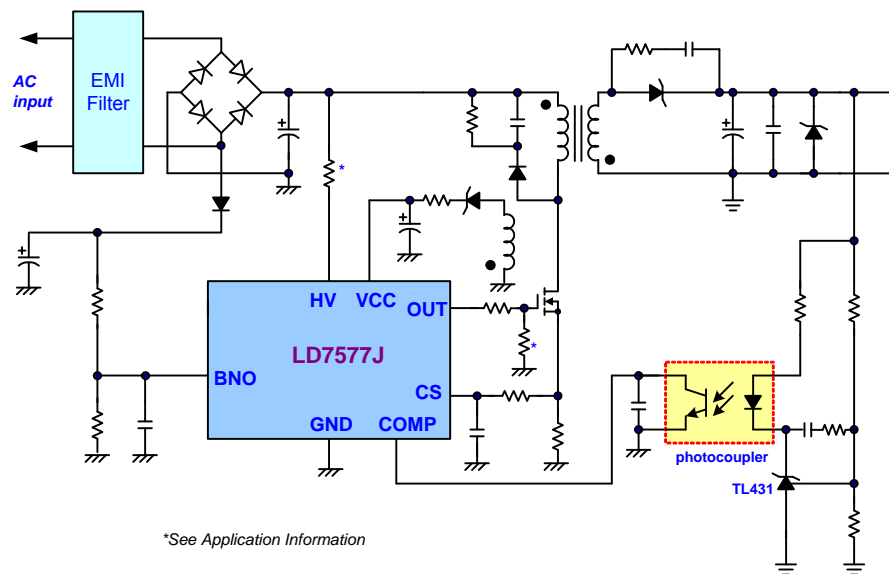 AC
input
EMI
Filter
*
HV
VCC
OUT
LD7577J
*
BNO
CS
GND
COMP
photocoupler
TL431
*See Application Information